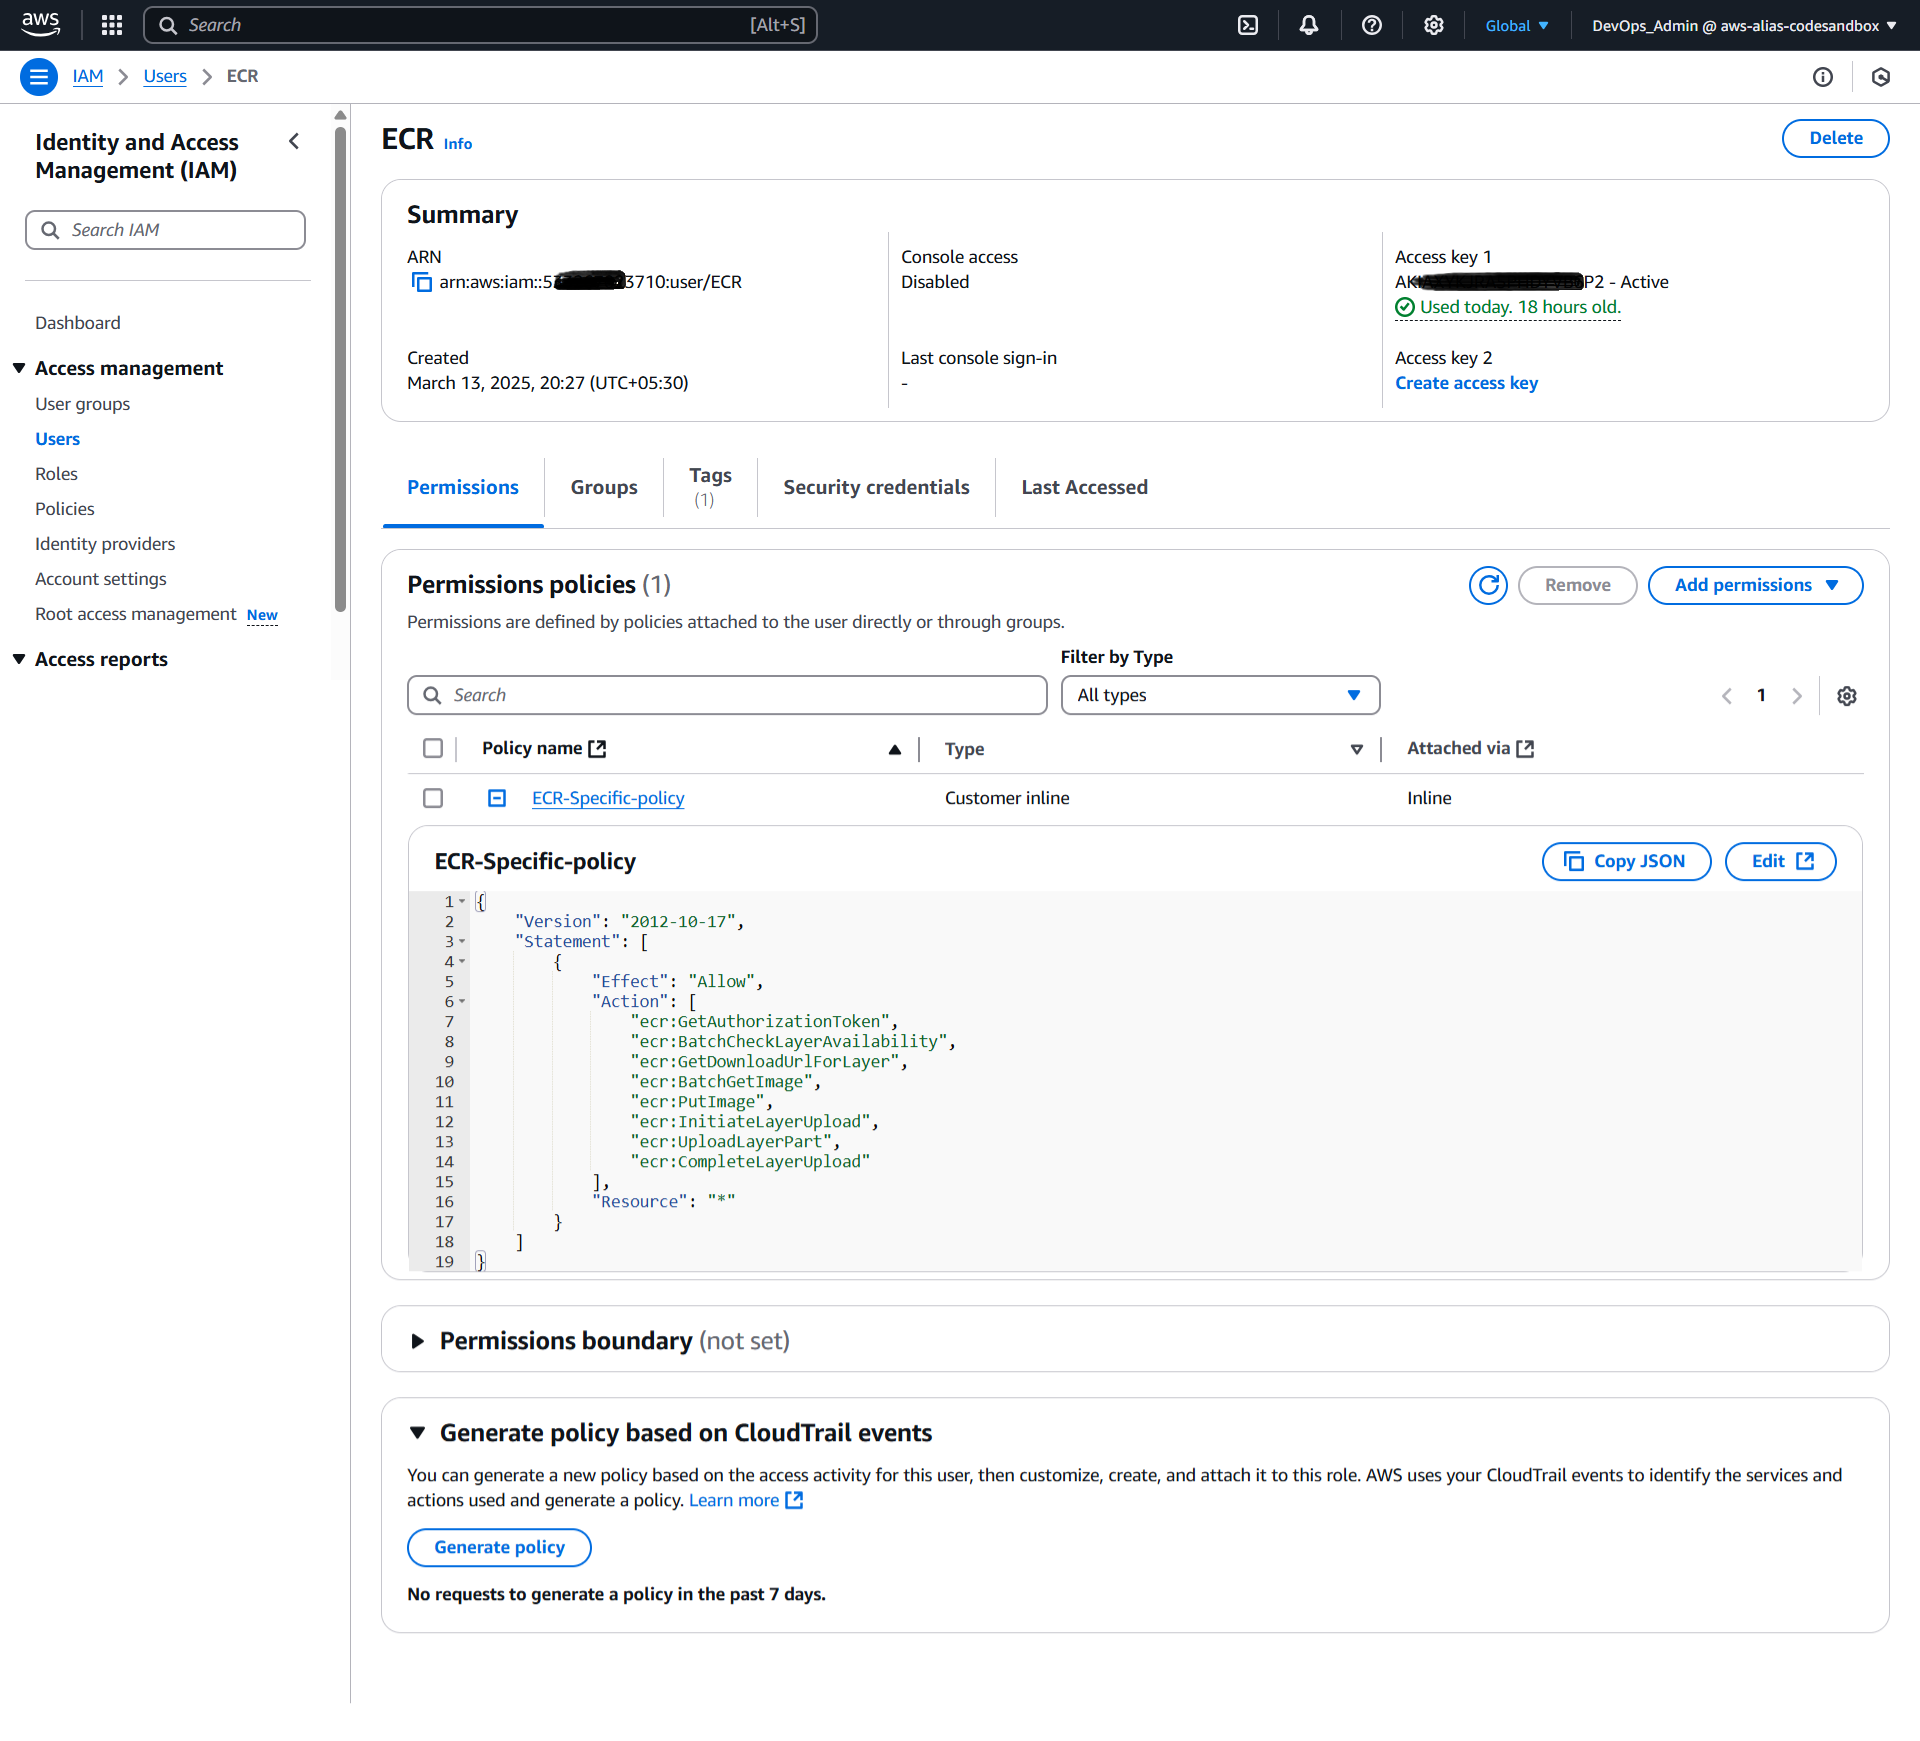 aws
Search [Alt+S]
Global
DevOps_Admin @ aws-alias-codesandbox
IAM > Users > ECR
Identity and Access
Management (IAM)
Search IAM
Dashboard
Access management
User groups
Users
Roles
Policies
Identity providers
Account settings
Root access management New
Access reports
ECR Info
Delete
Summary
ARN
arn:aws:iam::5 3710:user/ECR
Created
March 13, 2025, 20:27 (UTC+05:30)
Console access
Disabled
Last console sign-in
-
Access key 1
AK P2 - Active
Used today. 18 hours old.
Access key 2
Create access key
Permissions
Groups
Tags
(1)
Security credentials
Last Accessed
Permissions policies (1)
Remove
Add permissions
Permissions are defined by policies attached to the user directly or through groups.
Filter by Type
Search
All types
1
Policy name
Type
Attached via
ECR-Specific-policy
Customer inline
Inline
ECR-Specific-policy
Copy JSON
Edit
1 {
2 "Version": "2012-10-17",
3 "Statement": [
4 {
5 "Effect": "Allow",
6 "Action": [
7 "ecr:GetAuthorizationToken",
8 "ecr:BatchCheckLayerAvailability",
9 "ecr:GetDownloadUrlForLayer",
10 "ecr:BatchGetImage",
11 "ecr:PutImage",
12 "ecr:InitiateLayerUpload",
13 "ecr:UploadLayerPart",
14 "ecr:CompleteLayerUpload"
15 ],
16 "Resource": "*"
17 }
18 ]
19 }
Permissions boundary (not set)
Generate policy based on CloudTrail events
You can generate a new policy based on the access activity for this user, then customize, create, and attach it to this role. AWS uses your CloudTrail events to identify the services and
actions used and generate a policy. Learn more
Generate policy
No requests to generate a policy in the past 7 days.